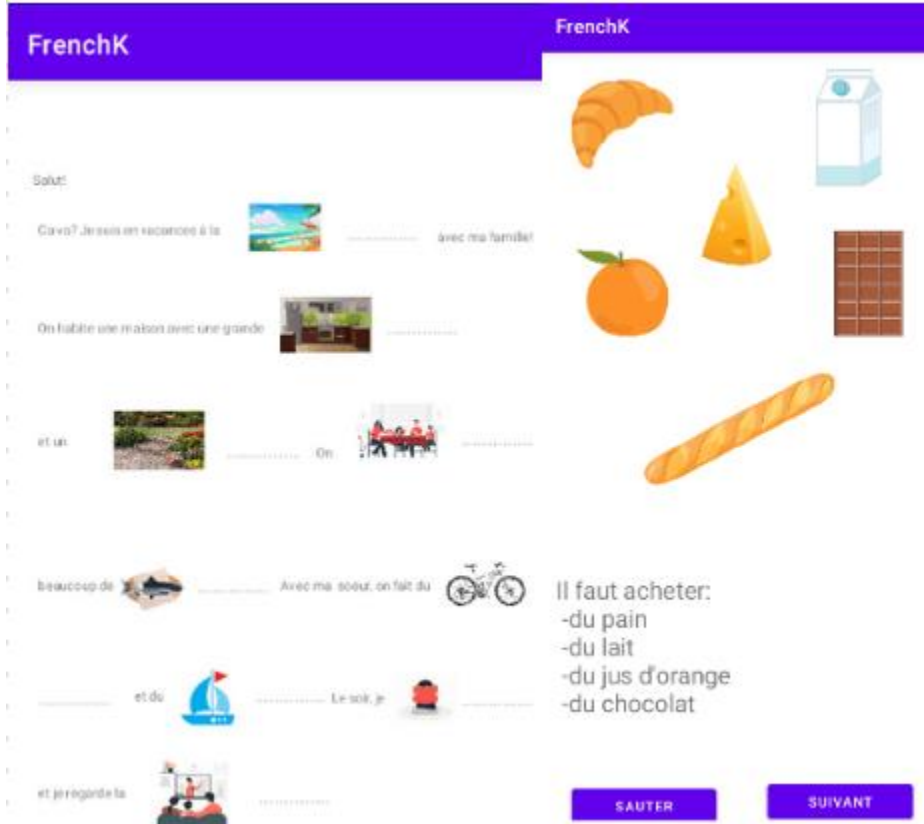 FrenchK
Salut!
Ca va? Je suis en vacances à la .................. avec ma famille!
On habite une maison avec une grande ..................
et un .................. On ..................
beaucoup de .................. Avec ma soeur, on fait du
.................. et du .................. Le soir, je ..................
et je regarde la ..................
FrenchK
Il faut acheter:
-du pain
-du lait
-du jus d'orange
-du chocolat
SAUTER SUIVANT